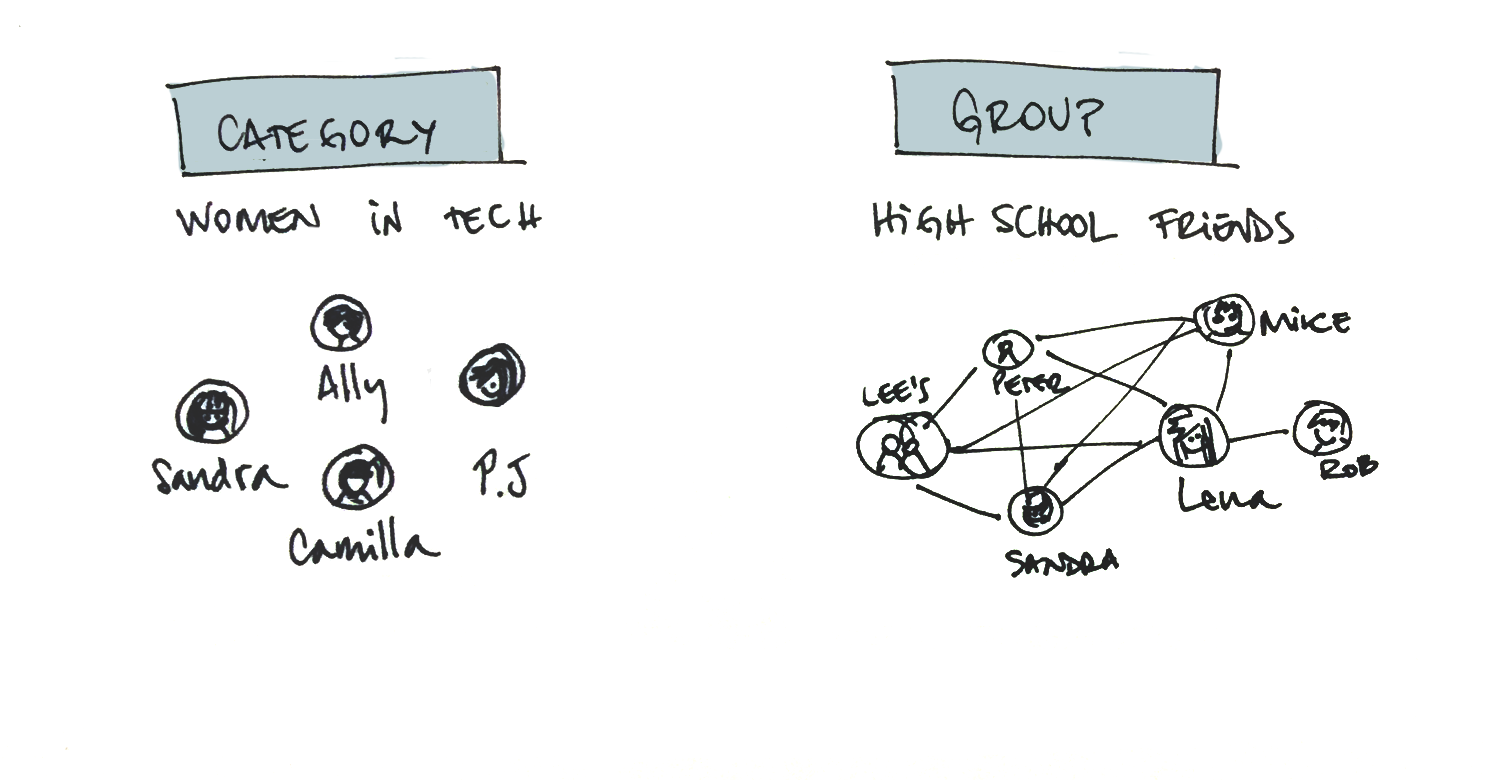 CATEGORY
WOMEN iN TECH
Ally
Sandra
P.J
Camilla
GROUP
HiGH SCHOOL FRiENDS
MiKE
PETER
LEE'S
ROB
Lena
SANDRA